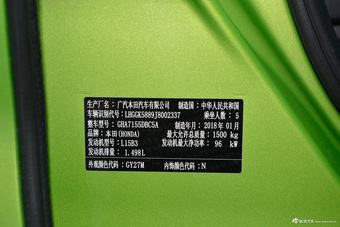 生产厂名：广汽本田汽车有限公司 制造国：中华人民共和国
车辆识别代号：LHGGK5889J8002337 乘坐人数：5
整车型号：GHA7155DBC5A 制造年月：2018年01月
品牌：本田(HONDA) 最大允许总质量：1500 kg
发动机型号：L15B3 发动机最大净功率：96 kW
发动机排量：1.498L
外观颜色代码：GY27M 内饰颜色代码：N